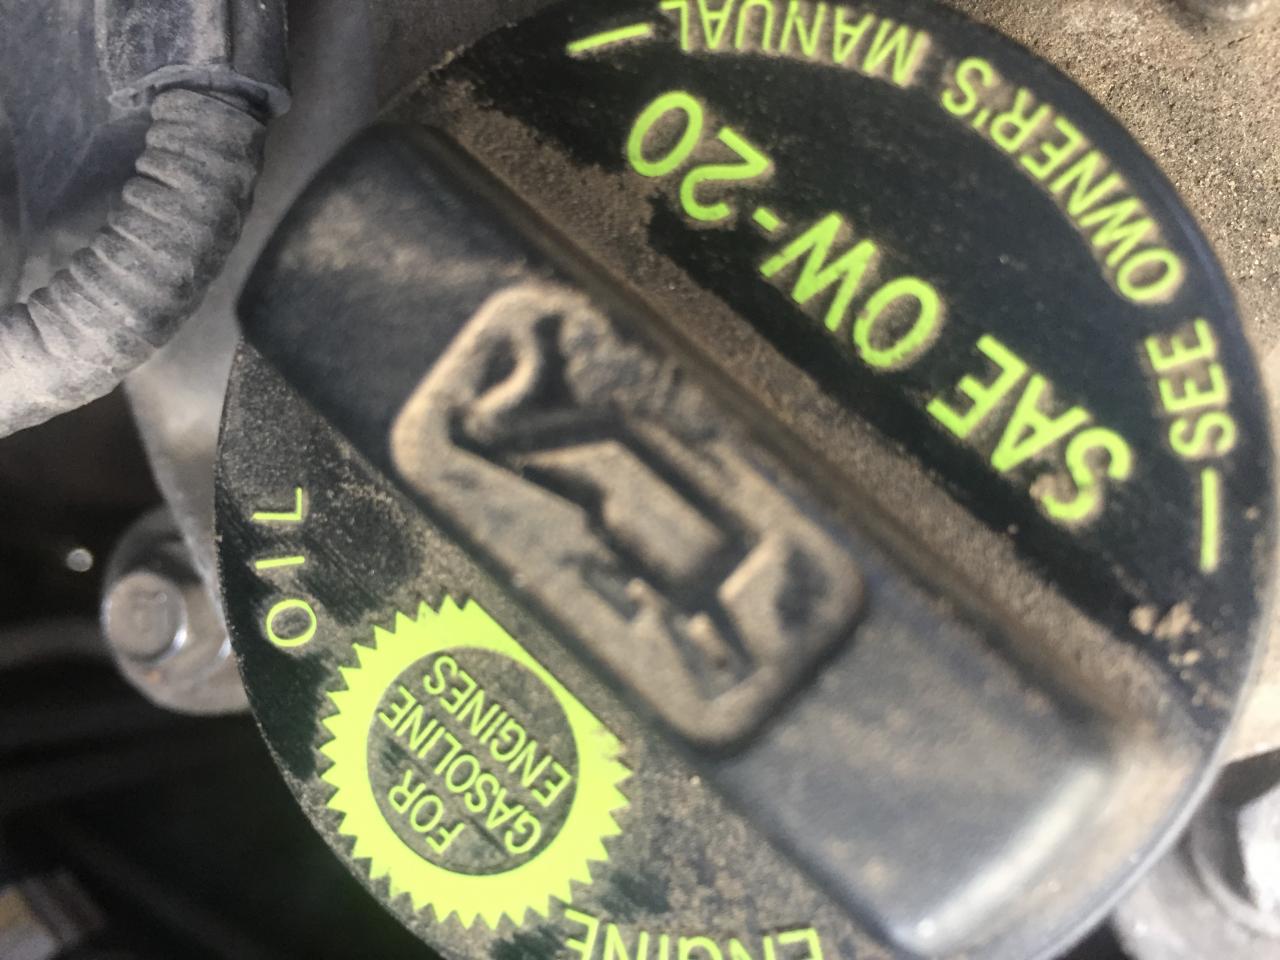 — SEE OWNER'S MANUAL —
SAE 0W-20
FOR
GASOLINE
ENGINES
ENGINE OIL